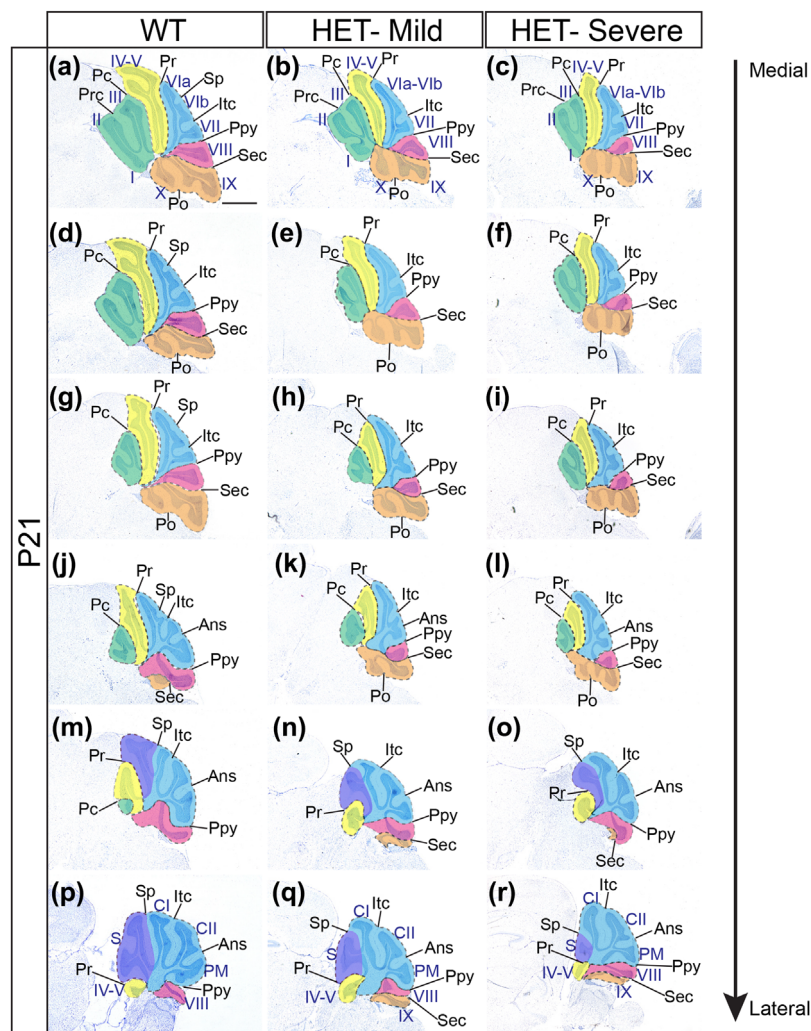 WT HET- Mild HET- Severe
P21
Medial
Lateral
(a) IV-V Pr
Pc VIa Sp
Prc III VIb Itc
II VII Ppy
VIII Sec
I X IX
Po
(b) IV-V Pr
Pc VIa-VIb
Prc III Itc
II VII Ppy
VIII Sec
I X IX
Po
(c) IV-V Pr
Pc VIa-VIb
Prc III Itc
II VII Ppy
VIII Sec
I X IX
Po
(d) Pr
Pc Sp
Itc
Ppy
Sec
Po
(e) Pr
Pc Itc
Ppy
Sec
Po
(f) Pr
Pc Itc
Ppy
Sec
Po
(g) Pr
Pc Sp
Itc
Ppy
Sec
Po
(h) Pr
Pc Itc
Ppy
Sec
Po
(i) Pr
Pc Itc
Ppy
Sec
Po
(j) Pr
Pc Sp
Itc
Ans
Ppy
Sec
(k) Pr
Pc Itc
Ans
Ppy
Sec
Po
(l) Pr
Pc Itc
Ans
Ppy
Sec
Po
(m) Sp
Itc
Pr Ans
Pc Ppy
(n) Sp Itc
Ans
Pr Ppy
Sec
(o) Sp Itc
Ans
Pr Ppy
Sec
(p) Sp CI Itc
S CII
Ans
Pr PM
IV-V Ppy
VIII
(q) Sp CI Itc
S CII
Ans
Pr PM
IV-V Ppy
VIII
IX Sec
(r) CI Itc
Sp CII
S Ans
Pr PM
IV-V Ppy
VIII
IX Sec